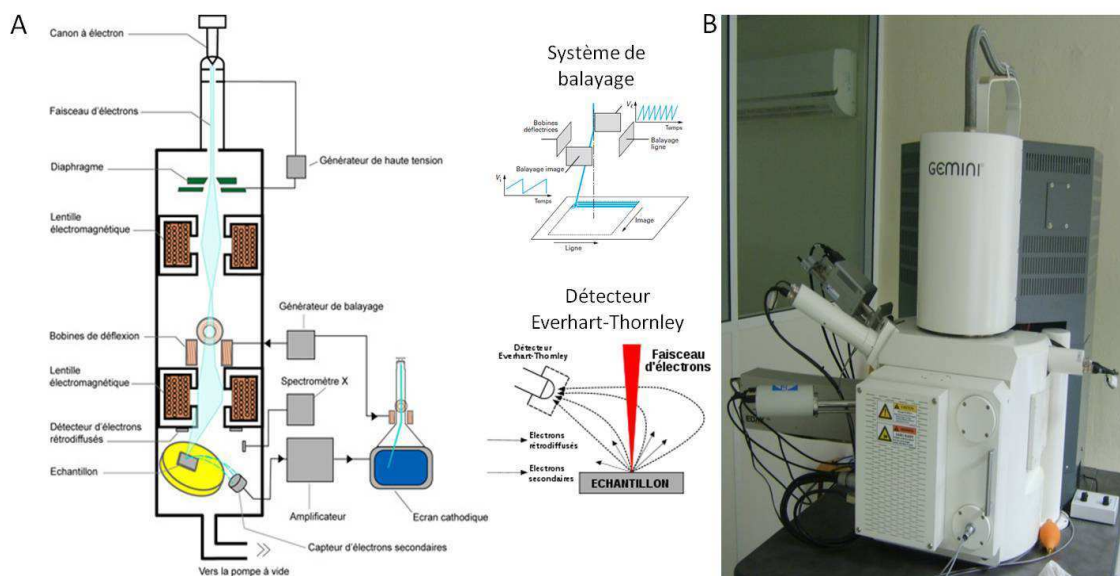 A
Canon à électron
Faisceau d'électrons
Diaphragme
Générateur de haute tension
Lentille
électromagnétique
Générateur de balayage
Bobines de déflexion
Spectromètre X
Lentille
électromagnétique
Détecteur d'électrons
rétrodiffusés
Echantillon
Amplificateur
Ecran cathodique
Capteur d'électrons secondaires
Vers la pompe à vide
Système de
balayage
Temps
Bobines
déflectrices
Balayage
ligne
Balayage image
Temps
Image
Ligne
Détecteur
Everhart-Thornley
Détecteur
Everhart-Thornley
Faisceau
d'électrons
Electrons
rétrodiffusés
Electrons
secondaires
ECHANTILLON
B
GEMINI